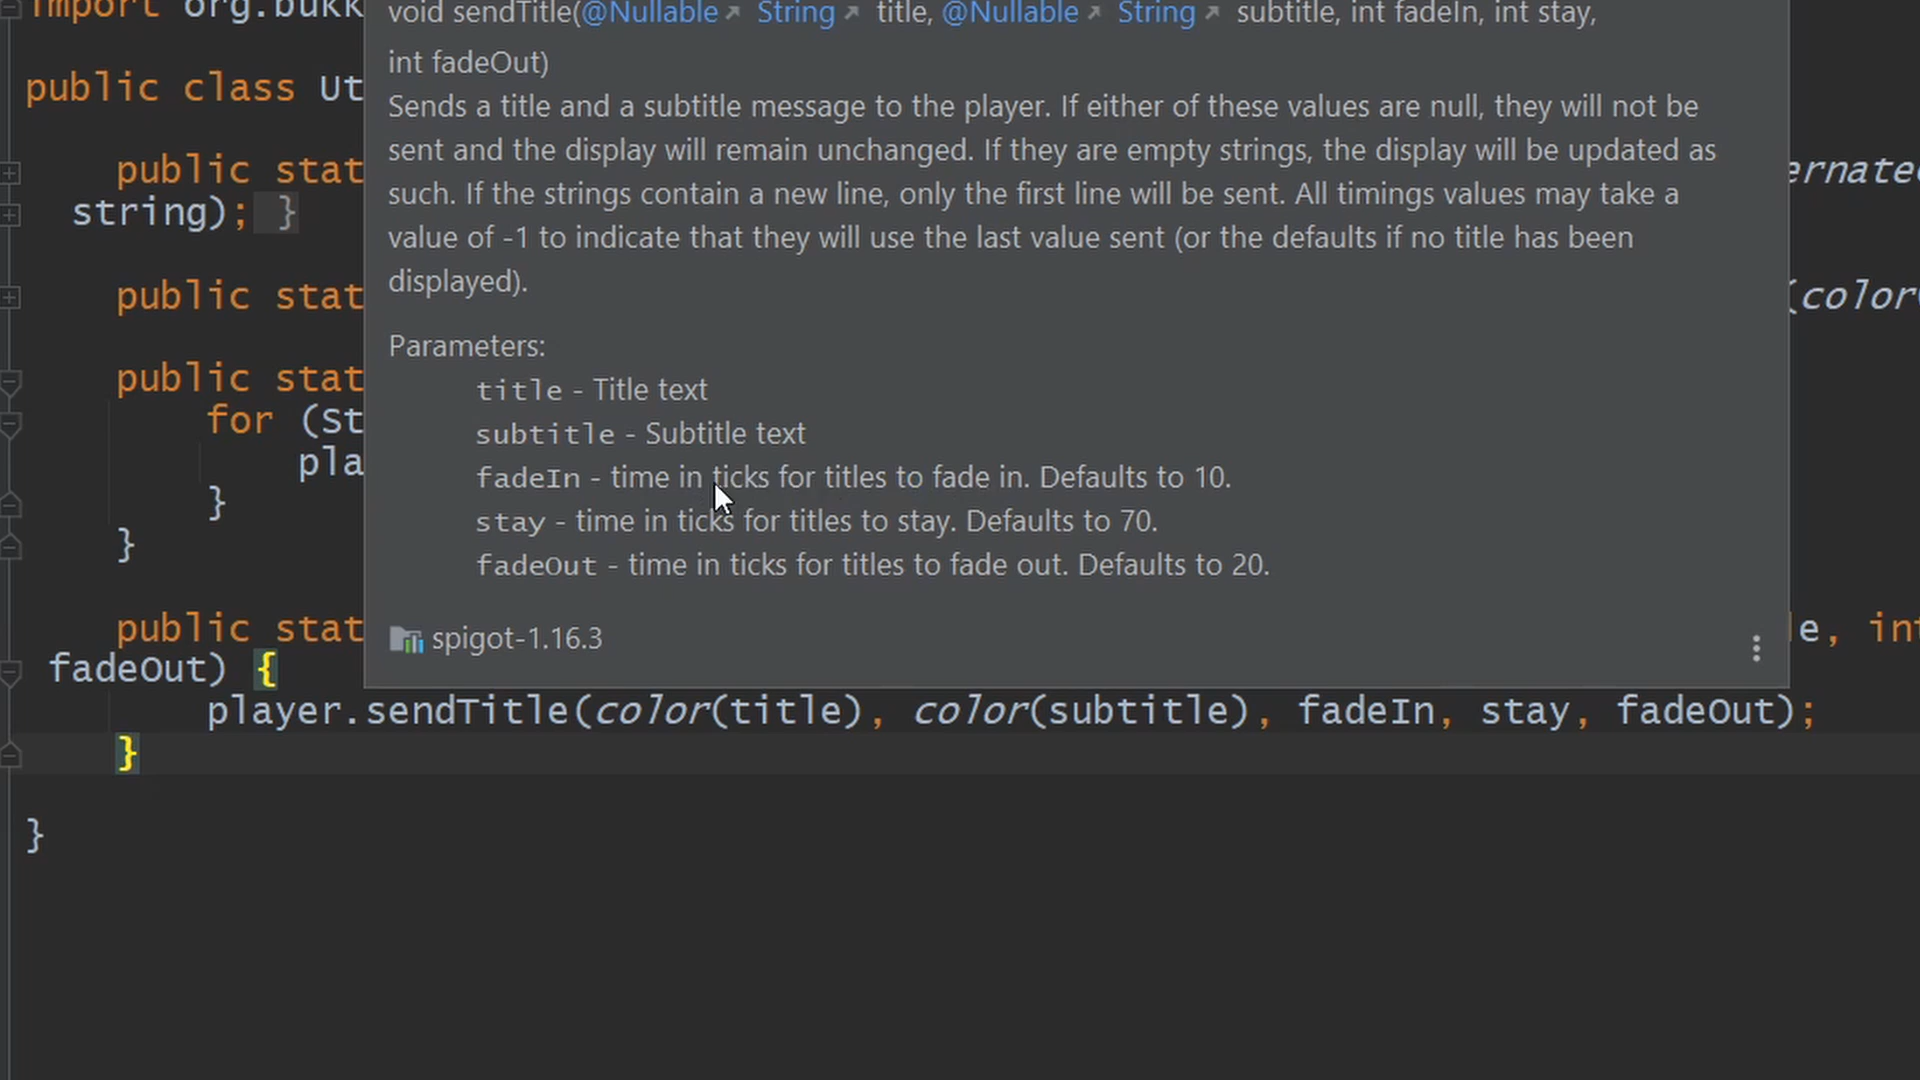 import org.bukk
void sendTitle(@Nullable String title, @Nullable String subtitle, int fadeIn, int stay,
int fadeOut)
public class Ut
Sends a title and a subtitle message to the player. If either of these values are null, they will not be
sent and the display will remain unchanged. If they are empty strings, the display will be updated as
such. If the strings contain a new line, only the first line will be sent. All timings values may take a
value of -1 to indicate that they will use the last value sent (or the defaults if no title has been
displayed).
public stat
ernate
string); }
public stat
(color
Parameters:
title - Title text
subtitle - Subtitle text
fadeIn - time in ticks for titles to fade in. Defaults to 10.
stay - time in ticks for titles to stay. Defaults to 70.
fadeOut - time in ticks for titles to fade out. Defaults to 20.
public stat
for (St
pla
}
}
spigot-1.16.3
public stat
e, int
fadeOut) {
player.sendTitle(color(title), color(subtitle), fadeIn, stay, fadeOut);
}
}